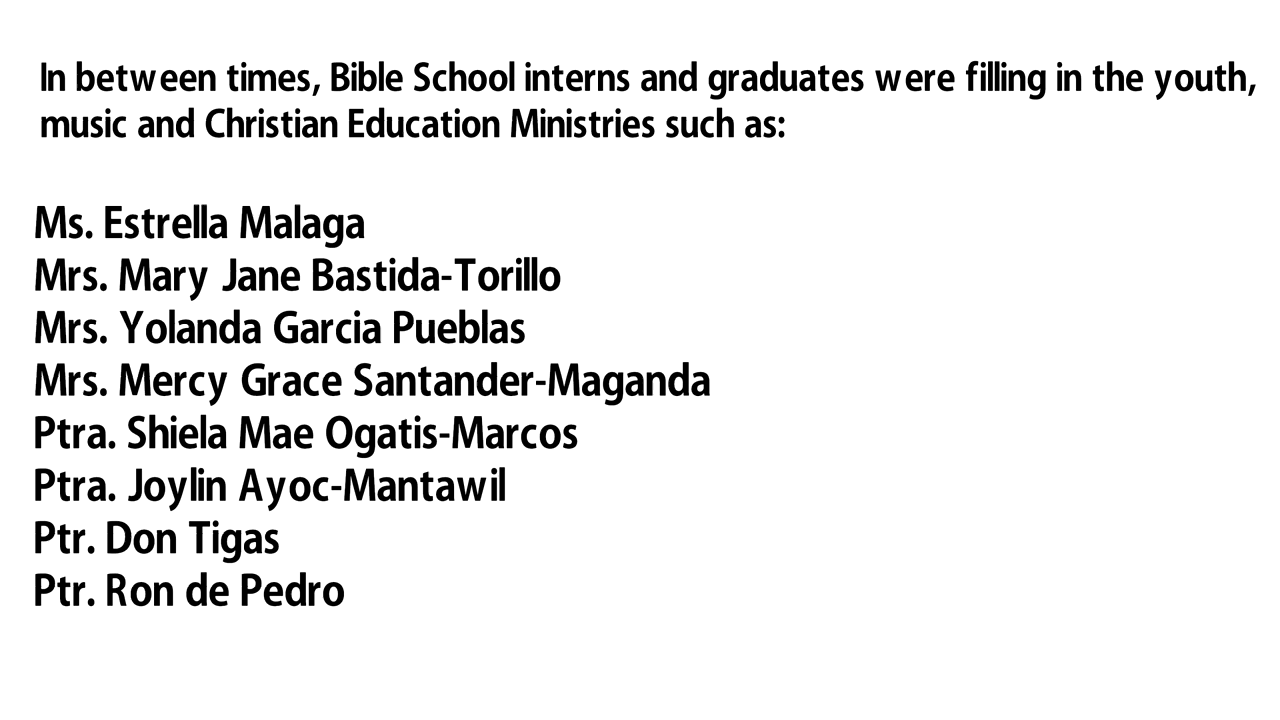 In between times, Bible School interns and graduates were filling in the youth,
music and Christian Education Ministries such as:
Ms. Estrella Malaga
Mrs. Mary Jane Bastida-Torillo
Mrs. Yolanda Garcia Pueblas
Mrs. Mercy Grace Santander-Maganda
Ptra. Shiela Mae Ogatis-Marcos
Ptra. Joylin Ayoc-Mantawil
Ptr. Don Tigas
Ptr. Ron de Pedro